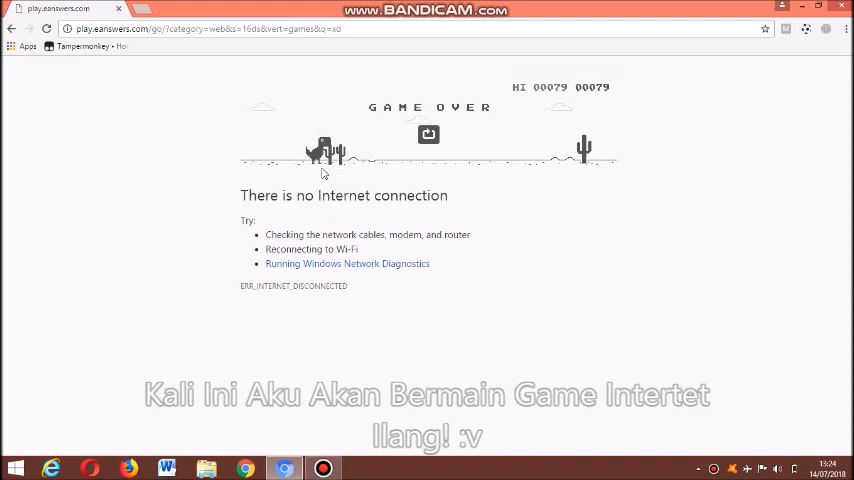 www.BANDICAM.com
play.eanswers.com
play.eanswers.com/go/?category=web&s=16ds&vert=games&q=xd
Apps Tampermonkey • Ho
HI 00079 00079
GAME OVER
There is no Internet connection
Try:
Checking the network cables, modem, and router
Reconnecting to Wi-Fi
Running Windows Network Diagnostics
ERR_INTERNET_DISCONNECTED
Kali Ini Aku Akan Bermain Game Intertet
Ilang! :v
13:24
14/07/2018